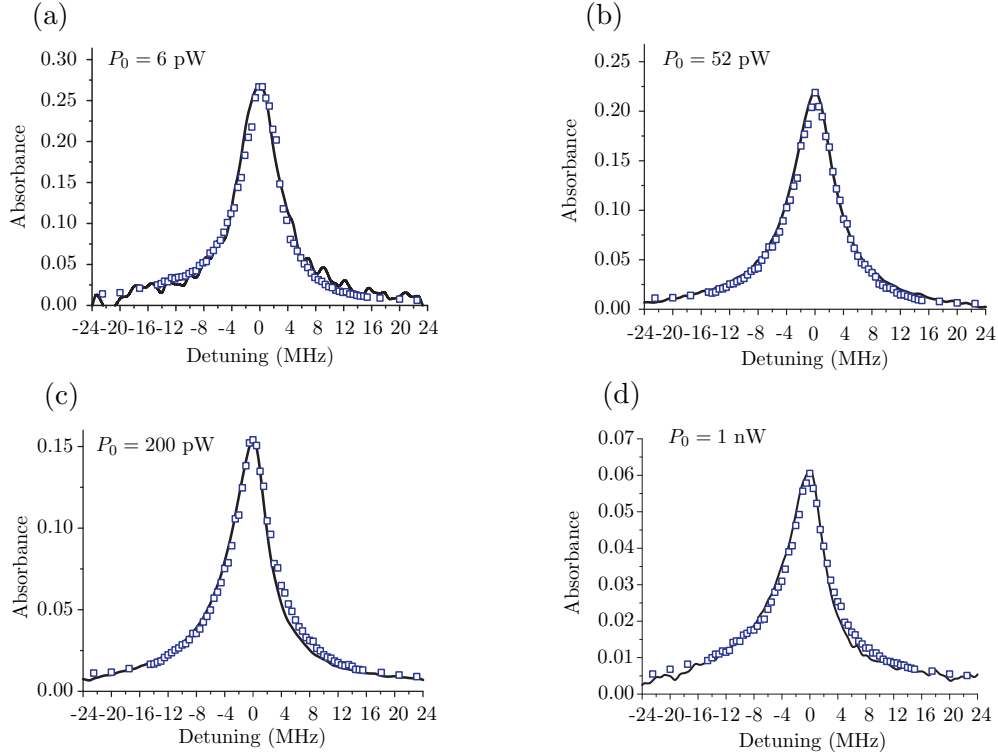 (a)
P₀ = 6 pW
0.30
0.25
0.20
0.15
0.10
0.05
0.00
Absorbance
-24 -20 -16 -12 -8 -4 0 4 8 12 16 20 24
Detuning (MHz)
(b)
P₀ = 52 pW
0.20
0.15
0.10
0.05
0.00
Absorbance
-24 -20 -16 -12 -8 -4 0 4 8 12 16 20 24
Detuning (MHz)
(c)
P₀ = 200 pW
0.15
0.10
0.05
0.00
Absorbance
-24 -20 -16 -12 -8 -4 0 4 8 12 16 20 24
Detuning (MHz)
(d)
P₀ = 1 nW
0.07
0.06
0.05
0.04
0.03
0.02
0.01
0.00
Absorbance
-24 -20 -16 -12 -8 -4 0 4 8 12 16 20 24
Detuning (MHz)